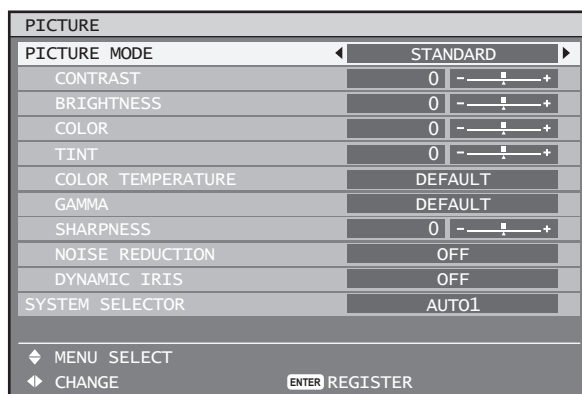 PICTURE
PICTURE MODE STANDARD
CONTRAST 0 - +
BRIGHTNESS 0 - +
COLOR 0 - +
TINT 0 - +
COLOR TEMPERATURE DEFAULT
GAMMA DEFAULT
SHARPNESS 0 - +
NOISE REDUCTION OFF
DYNAMIC IRIS OFF
SYSTEM SELECTOR AUTO1
MENU SELECT
CHANGE ENTER REGISTER